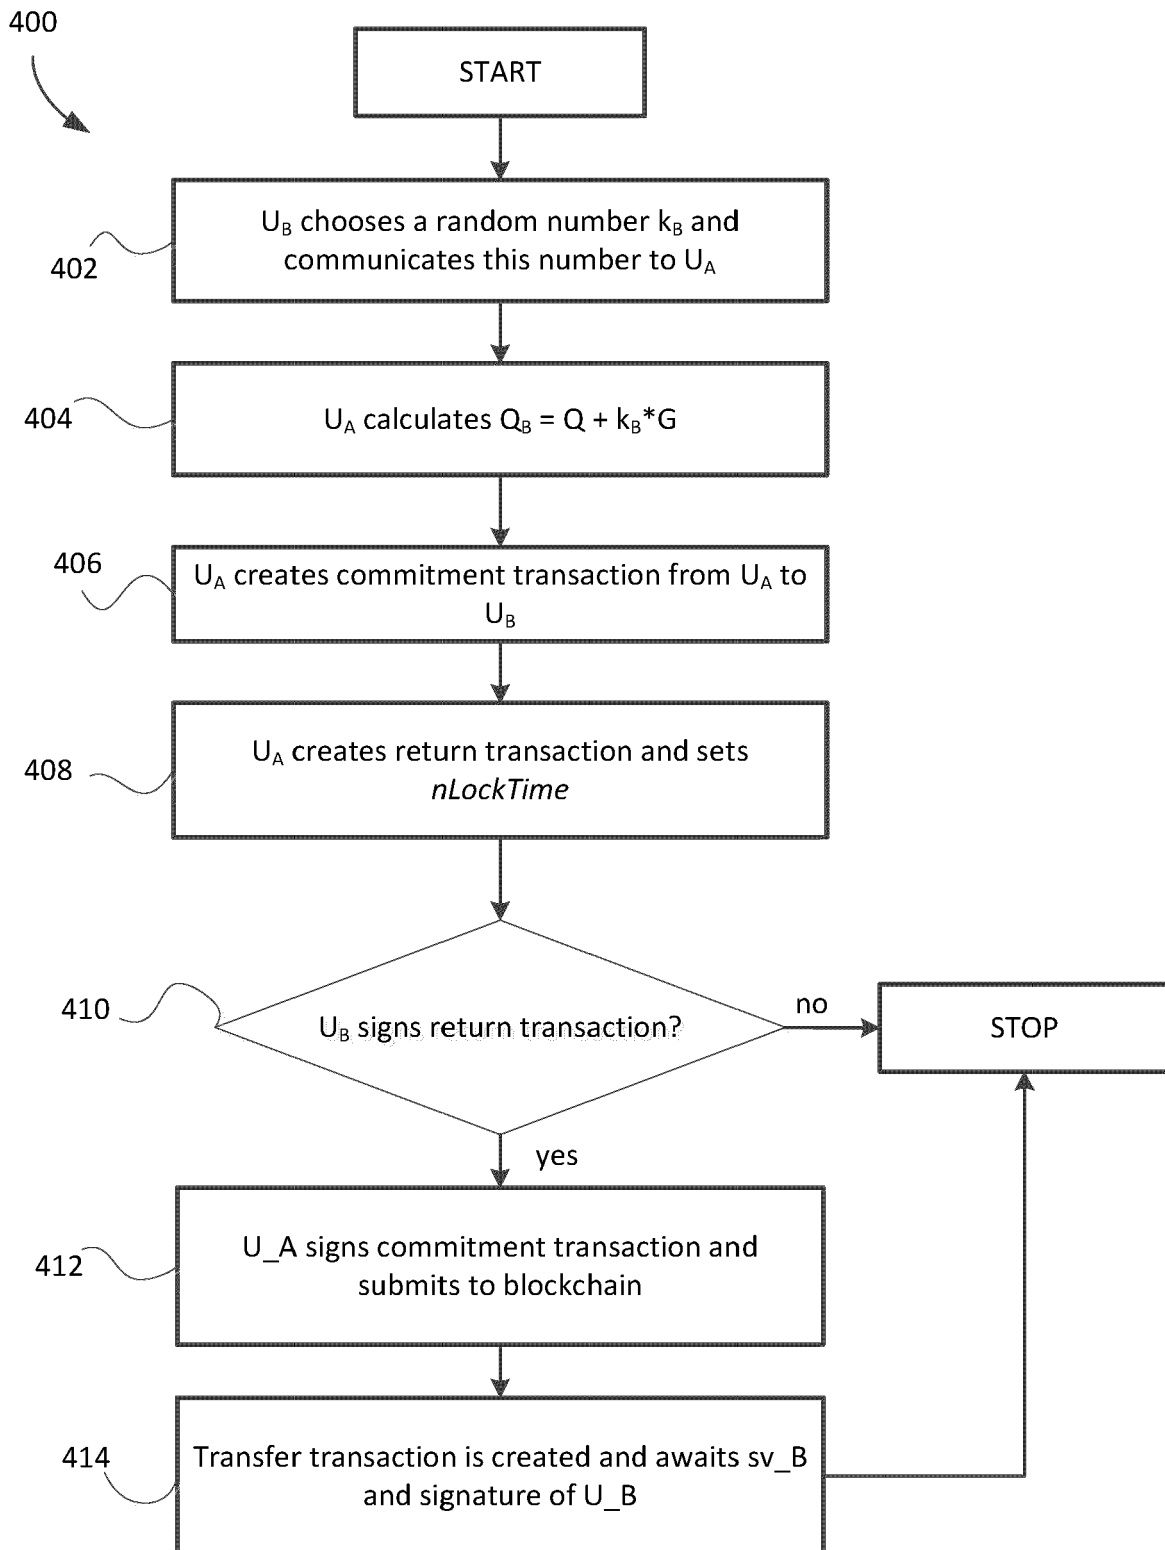 400
START
U_B chooses a random number k_B and
communicates this number to U_A
402
U_A calculates Q_B = Q + k_B*G
404
406
U_A creates commitment transaction from U_A to
U_B
U_A creates return transaction and sets
nLockTime
408
410
U_B signs return transaction?
no
STOP
yes
U_A signs commitment transaction and
submits to blockchain
412
414
Transfer transaction is created and awaits sv_B
and signature of U_B